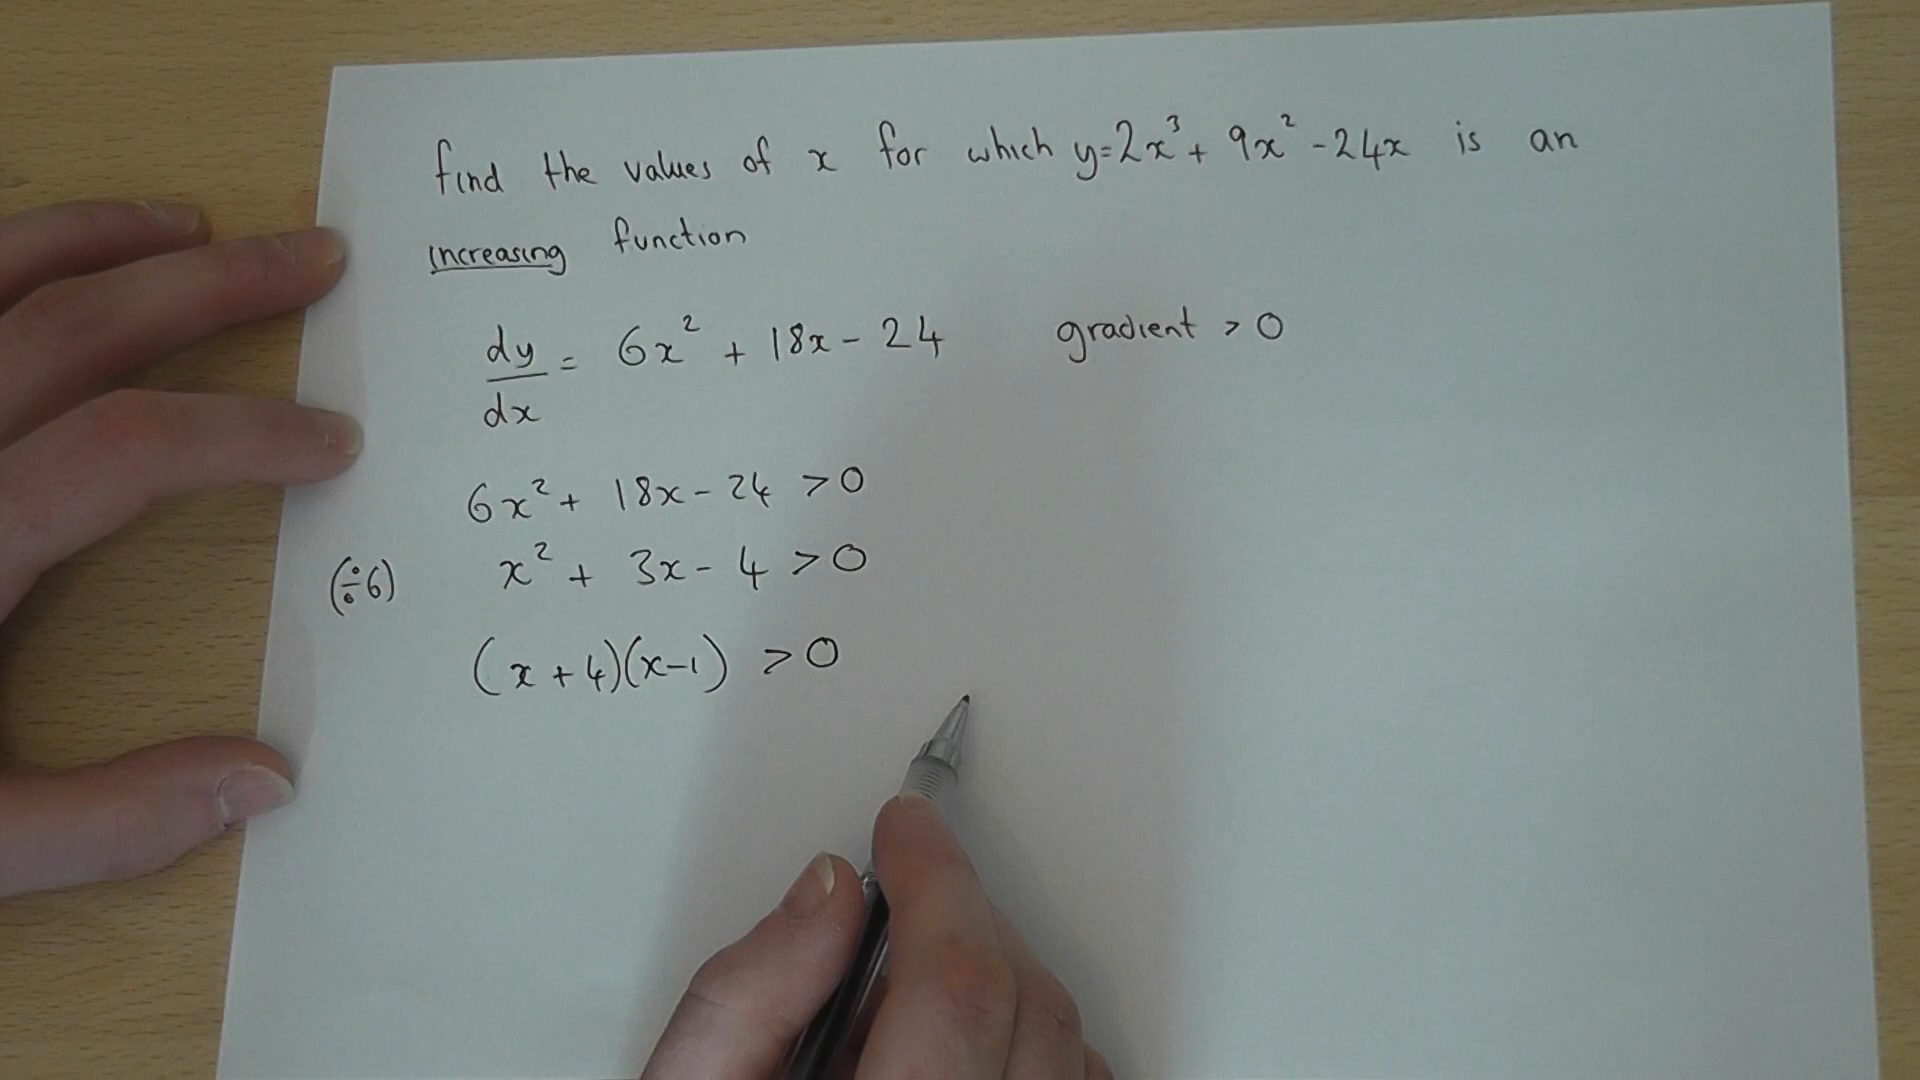 find the values of x for which y=2x³ + 9x² - 24x is an
increasing function
dy/dx = 6x² + 18x - 24 gradient > 0
6x² + 18x - 24 > 0
(÷6) x² + 3x - 4 > 0
(x + 4)(x - 1) > 0